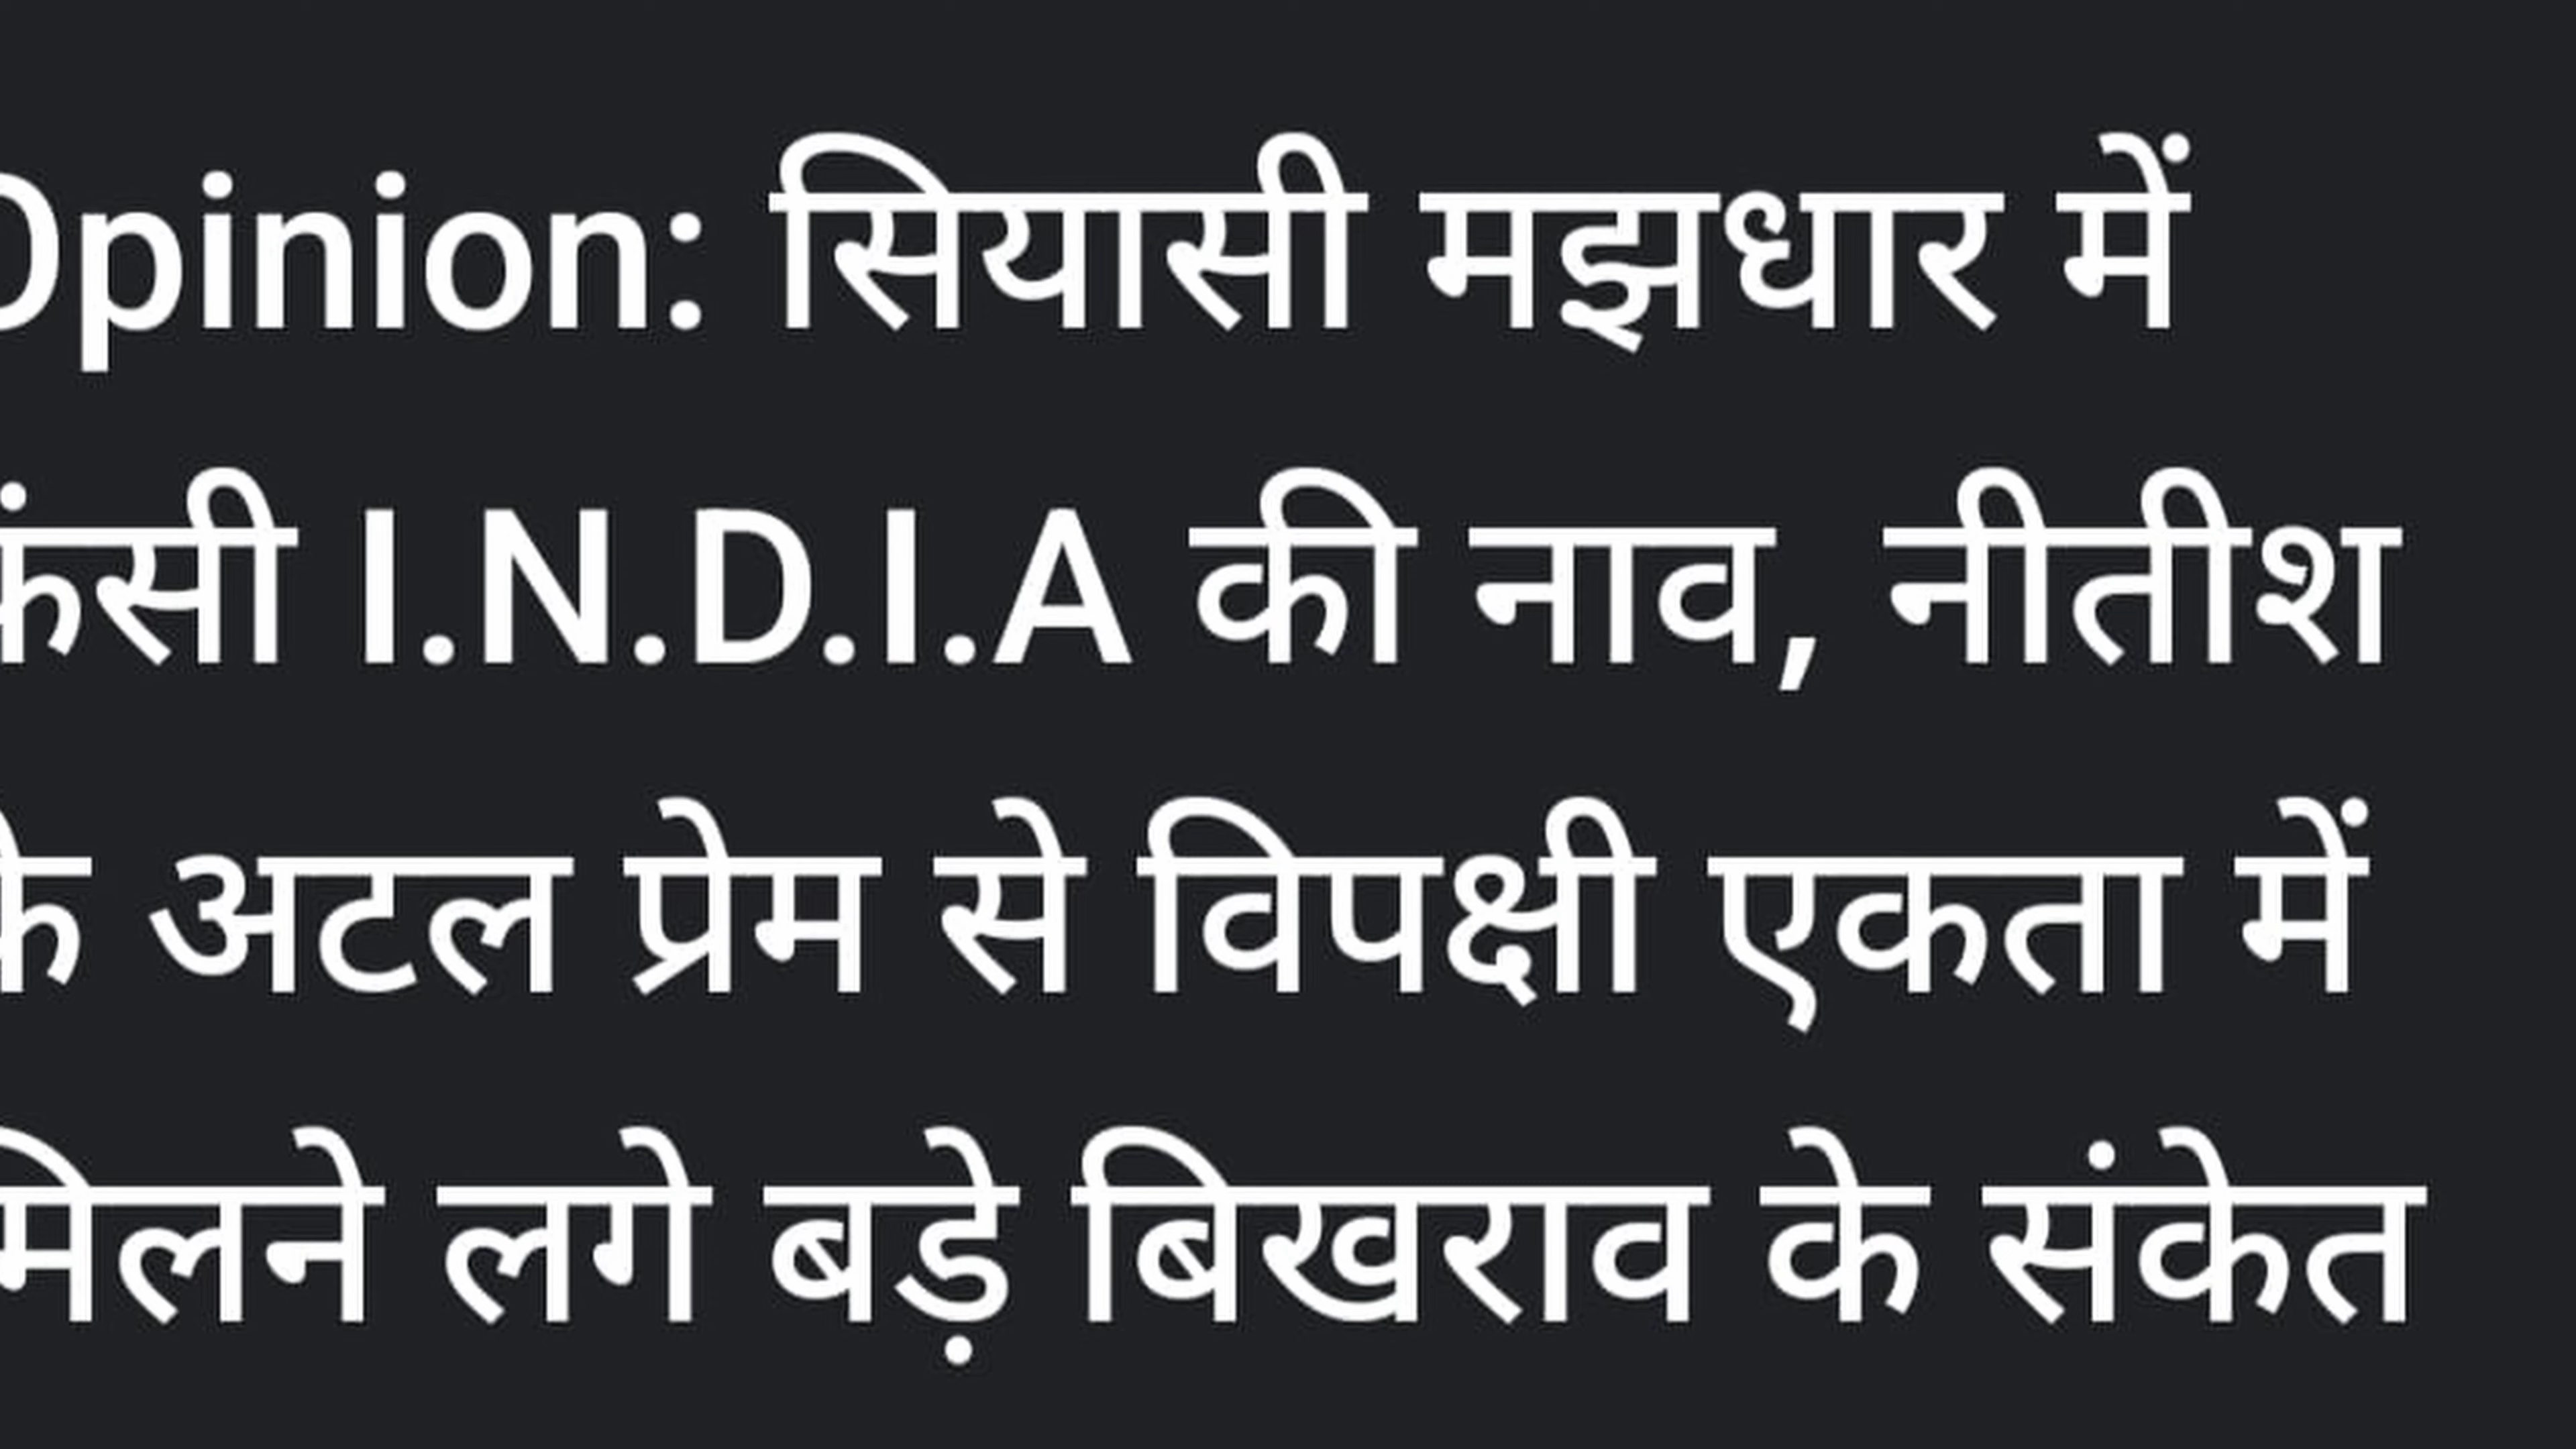 Opinion: सियासी मझधार में
फंसी I.N.D.I.A की नाव, नीतीश
के अटल प्रेम से विपक्षी एकता में
मिलने लगे बड़े बिखराव के संकेत